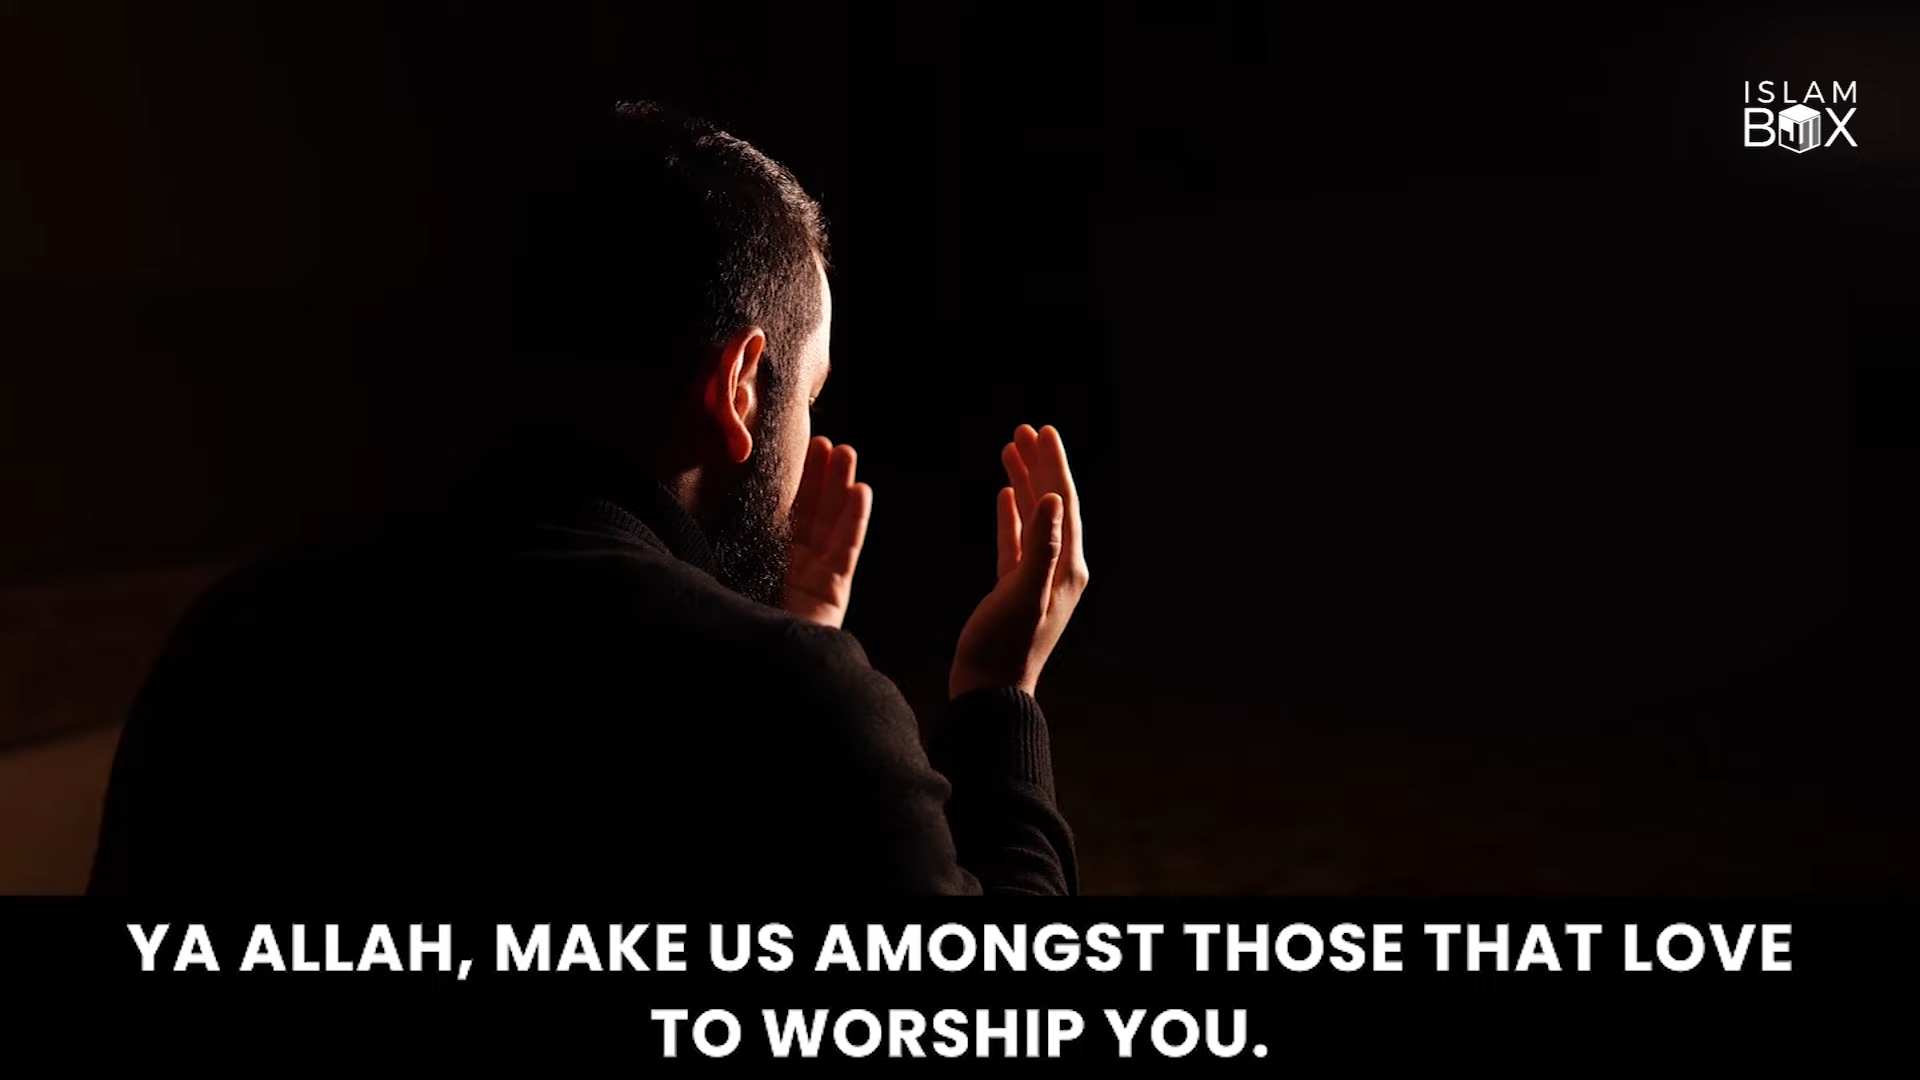 ISLAM
BOX
YA ALLAH, MAKE US AMONGST THOSE THAT LOVE
TO WORSHIP YOU.